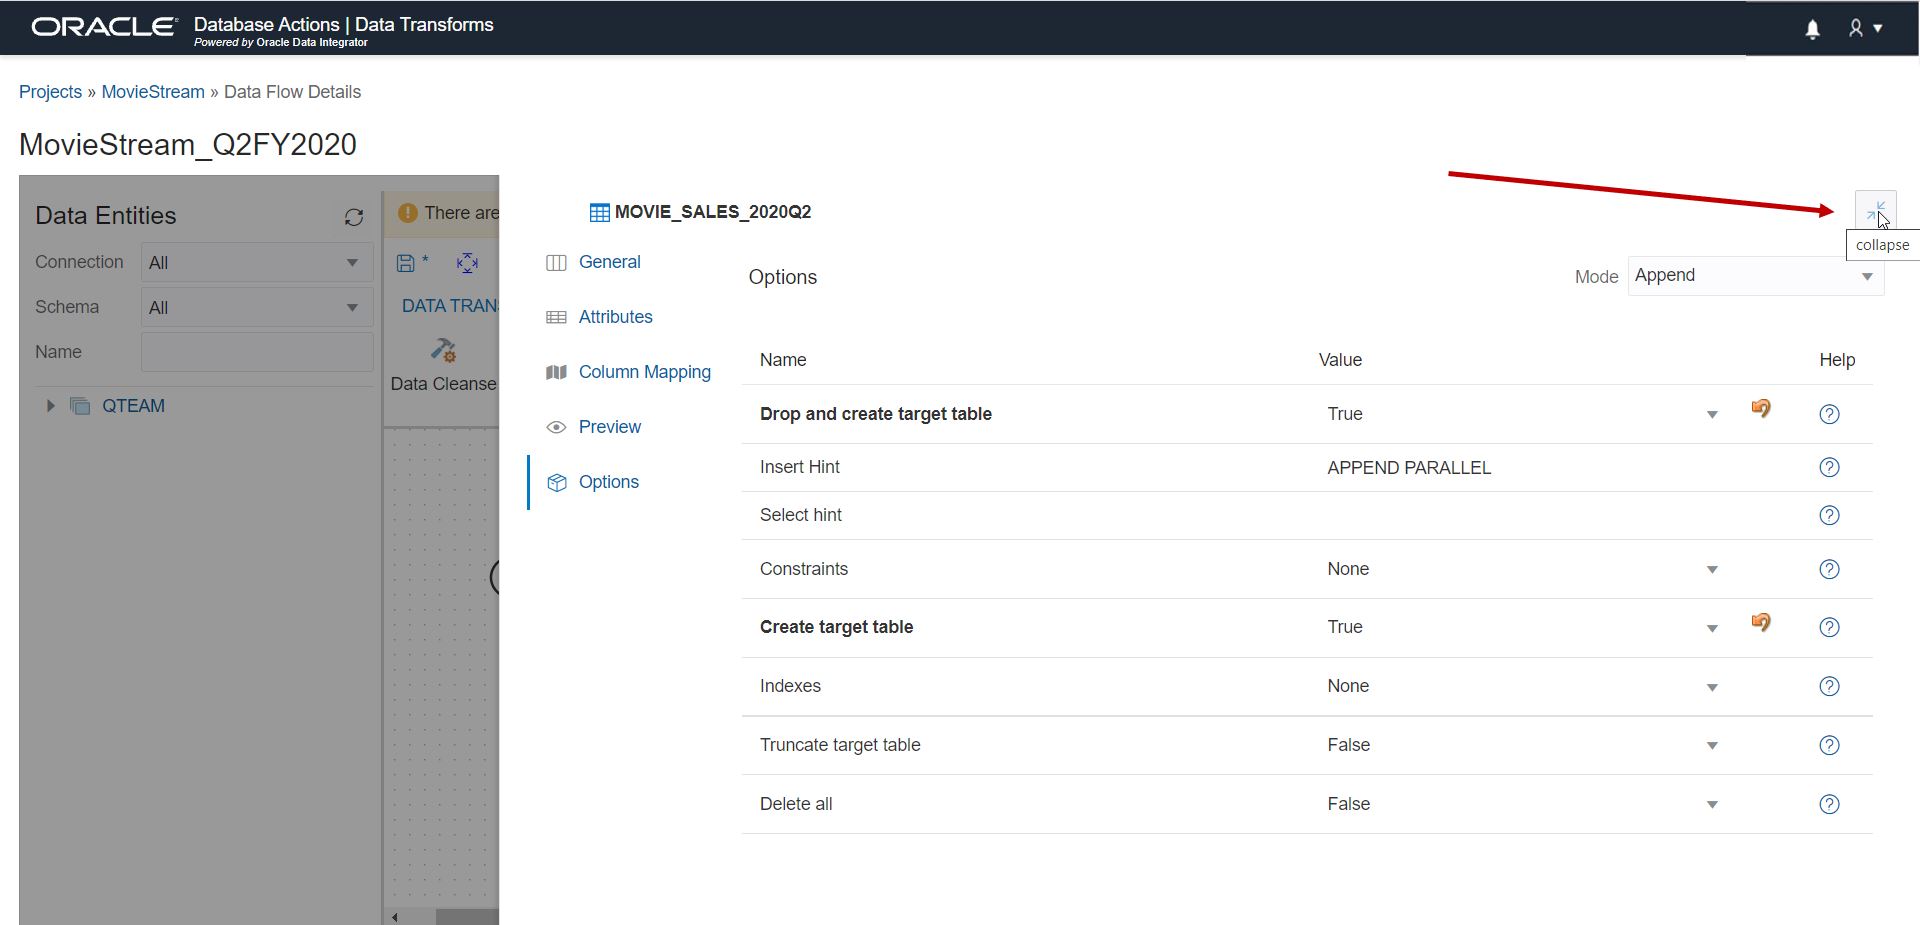 ORACLE Database Actions | Data Transforms
Powered by Oracle Data Integrator
Projects » MovieStream » Data Flow Details
MovieStream_Q2FY2020
Data Entities
Connection All
Schema All
Name
QTEAM
There are
*
DATA TRAN
Data Cleanse
MOVIE_SALES_2020Q2
collapse
General
Attributes
Column Mapping
Preview
Options
Options
Mode Append
Name Value Help
Drop and create target table True
Insert Hint APPEND PARALLEL
Select hint
Constraints None
Create target table True
Indexes None
Truncate target table False
Delete all False